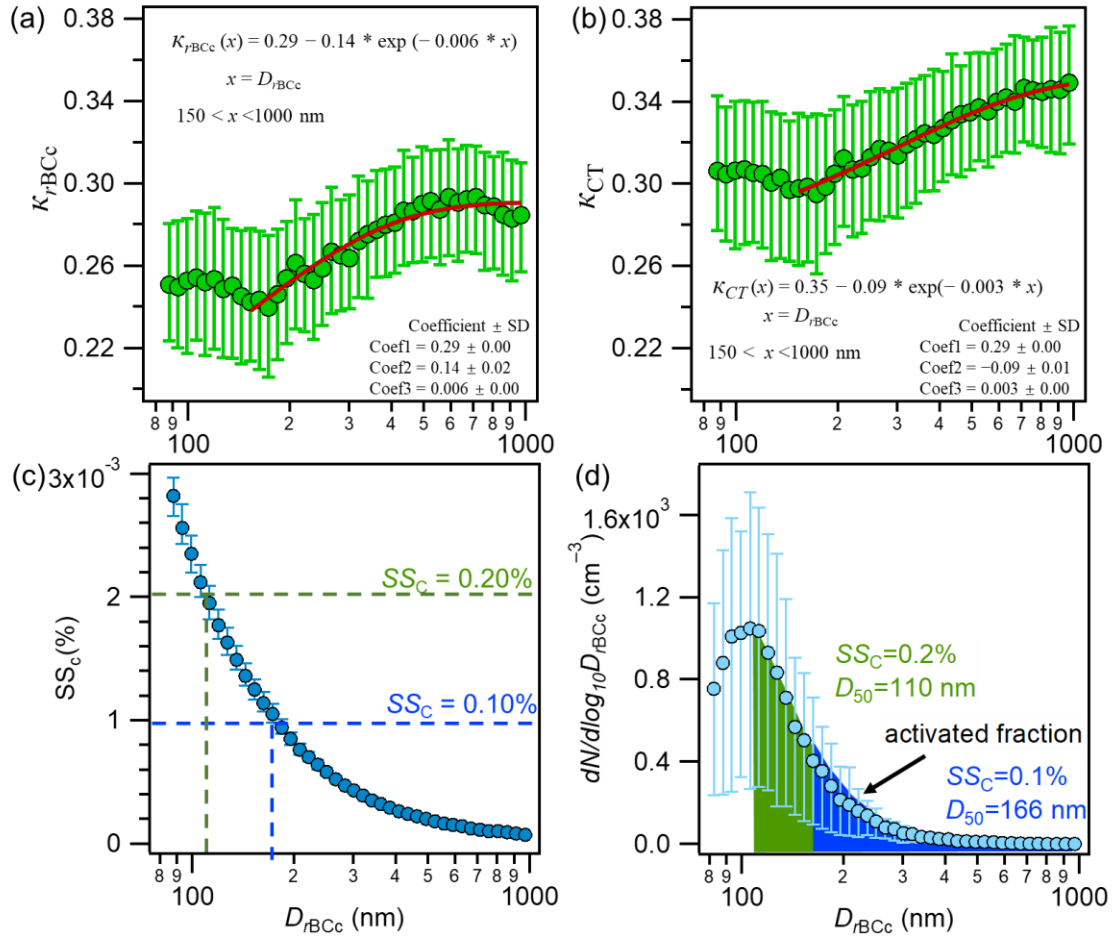 (a)
κrBCc (x) = 0.29 − 0.14 * exp (− 0.006 * x)
x = DrBCc
150 < x <1000 nm
Coefficient ± SD
Coef1 = 0.29 ± 0.00
Coef2 = 0.14 ± 0.02
Coef3 = 0.006 ± 0.00
κrBCc
0.38
0.34
0.30
0.26
0.22
8 9 100 2 3 4 5 6 7 8 9 1000
(b)
κCT (x) = 0.35 − 0.09 * exp(− 0.003 * x)
x = DrBCc
150 < x <1000 nm
Coefficient ± SD
Coef1 = 0.29 ± 0.00
Coef2 = −0.09 ± 0.01
Coef3 = 0.003 ± 0.00
κCT
0.38
0.34
0.30
0.26
0.22
8 9 100 2 3 4 5 6 7 8 9 1000
(c)
3x10⁻³
2
1
0
SSc(%)
SSC = 0.20%
SSC = 0.10%
8 9 100 2 3 4 5 6 7 8 9 1000
DrBCc (nm)
(d)
1.6x10³
1.2
0.8
0.4
0.0
dN/dlog10DrBCc (cm⁻³)
SSC=0.2%
D50=110 nm
activated fraction
SSC=0.1%
D50=166 nm
8 9 100 2 3 4 5 6 7 8 9 1000
DrBCc (nm)